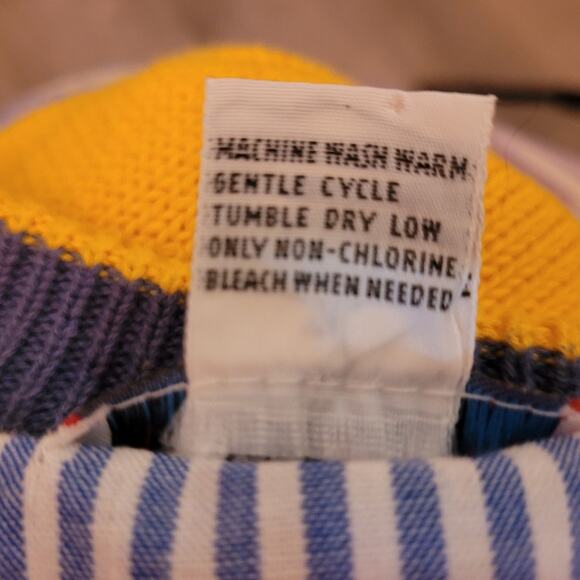 MACHINE WASH WARM
GENTLE CYCLE
TUMBLE DRY LOW
ONLY NON-CHLORINE
BLEACH WHEN NEEDED